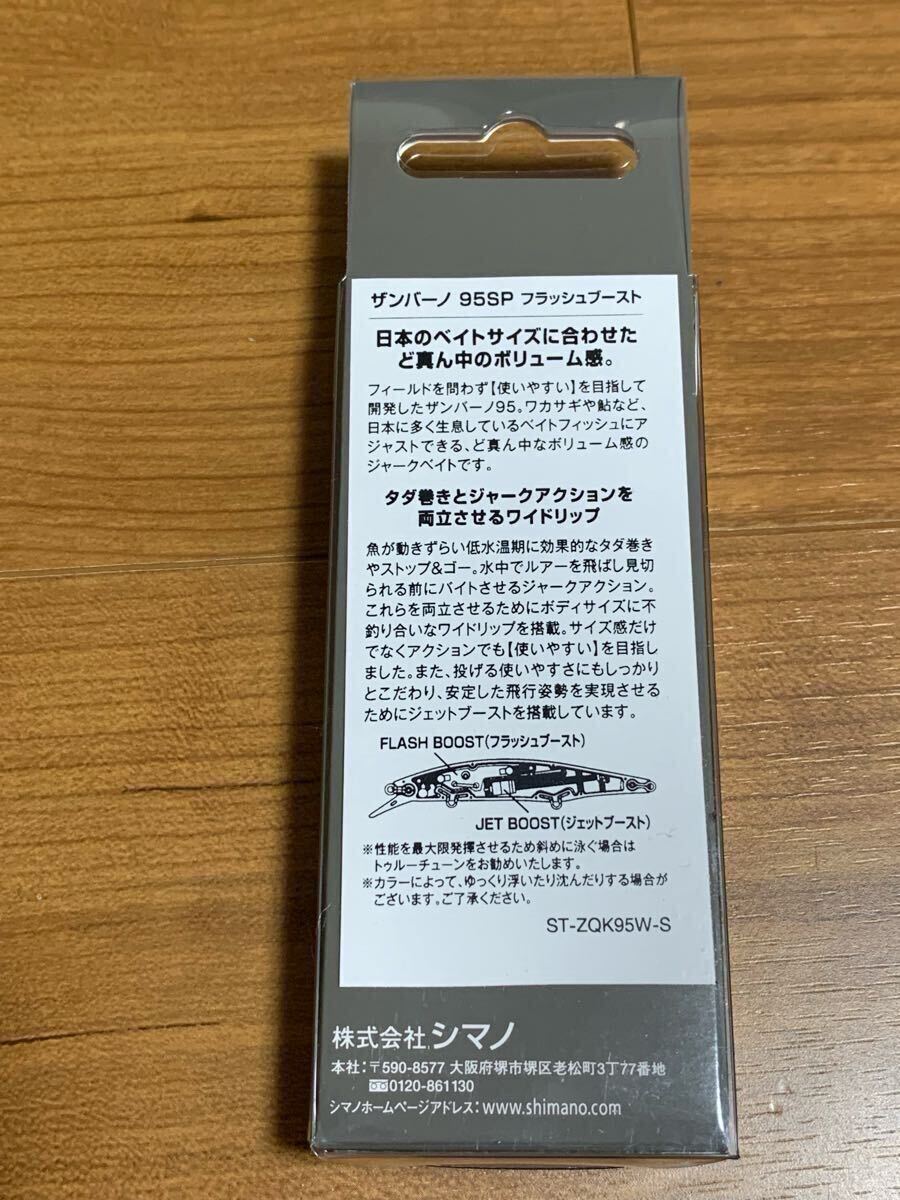 ザンバーノ 95SP フラッシュブースト
日本のベイトサイズに合わせた
ど真ん中のボリューム感。
フィールドを問わず【使いやすい】を目指して
開発したザンバーノ95。ワカサギや鮎など、
日本に多く生息しているベイトフィッシュにア
ジャストできる、ど真ん中なボリューム感の
ジャークベイトです。
タダ巻きとジャークアクションを
両立させるワイドリップ
魚が動きずらい低水温期に効果的なタダ巻き
やストップ&ゴー。水中でルアーを飛ばし見切
られる前にバイトさせるジャークアクション。
これらを両立させるためにボディサイズに不
釣り合いなワイドリップを搭載。サイズ感だけ
でなくアクションでも【使いやすい】を目指し
ました。また、投げる使いやすさにもしっかり
とこだわり、安定した飛行姿勢を実現させる
ためにジェットブーストを搭載しています。
FLASH BOOST(フラッシュブースト)
JET BOOST(ジェットブースト)
※性能を最大限発揮させるため斜めに泳ぐ場合は
トゥルーチューンをお勧めいたします。
※カラーによって、ゆっくり浮いたり沈んだりする場合が
ございます。ご了承ください。
ST-ZQK95W-S
株式会社 シマノ
本社:〒590-8577 大阪府堺市堺区老松町3丁77番地
0120-861130
シマノホームページアドレス:www.shimano.com